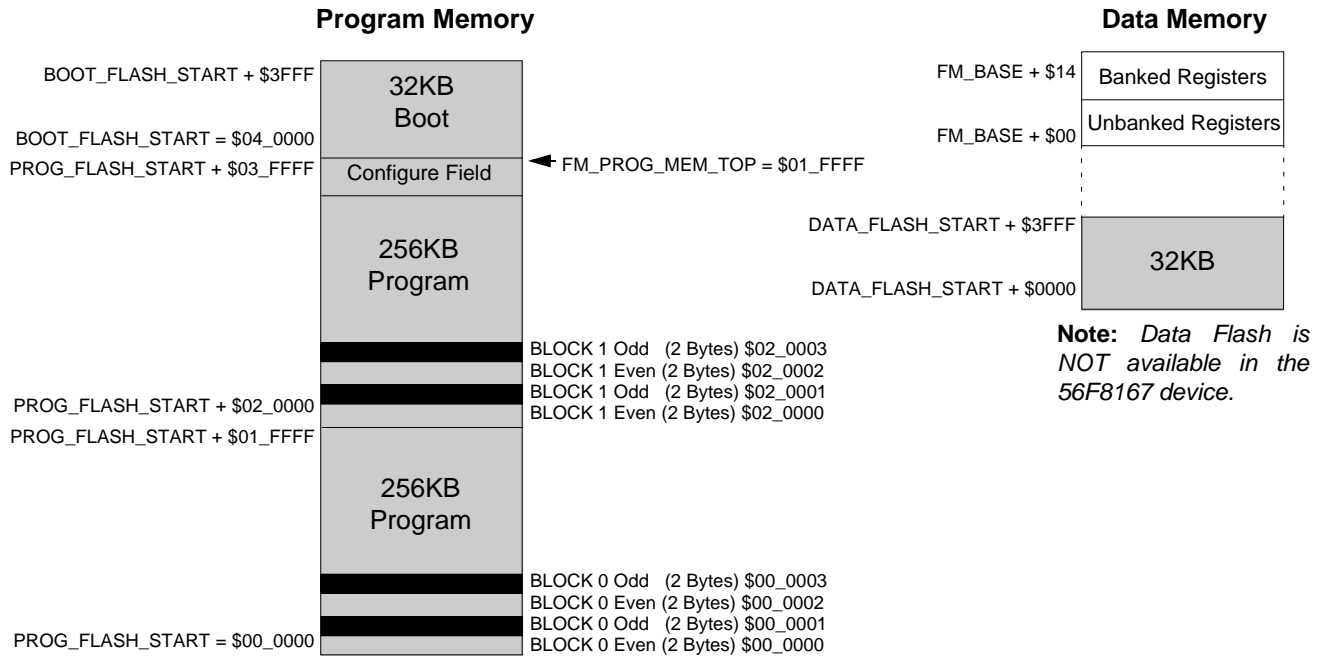 Program Memory
BOOT_FLASH_START + $3FFF
BOOT_FLASH_START = $04_0000
PROG_FLASH_START + $03_FFFF
32KB
Boot
Configure Field
FM_PROG_MEM_TOP = $01_FFFF
256KB
Program
BLOCK 1 Odd (2 Bytes) $02_0003
BLOCK 1 Even (2 Bytes) $02_0002
BLOCK 1 Odd (2 Bytes) $02_0001
BLOCK 1 Even (2 Bytes) $02_0000
PROG_FLASH_START + $02_0000
PROG_FLASH_START + $01_FFFF
256KB
Program
BLOCK 0 Odd (2 Bytes) $00_0003
BLOCK 0 Even (2 Bytes) $00_0002
BLOCK 0 Odd (2 Bytes) $00_0001
BLOCK 0 Even (2 Bytes) $00_0000
PROG_FLASH_START = $00_0000
Data Memory
FM_BASE + $14
Banked Registers
Unbanked Registers
FM_BASE + $00
DATA_FLASH_START + $3FFF
32KB
DATA_FLASH_START + $0000
Note: Data Flash is
NOT available in the
56F8167 device.